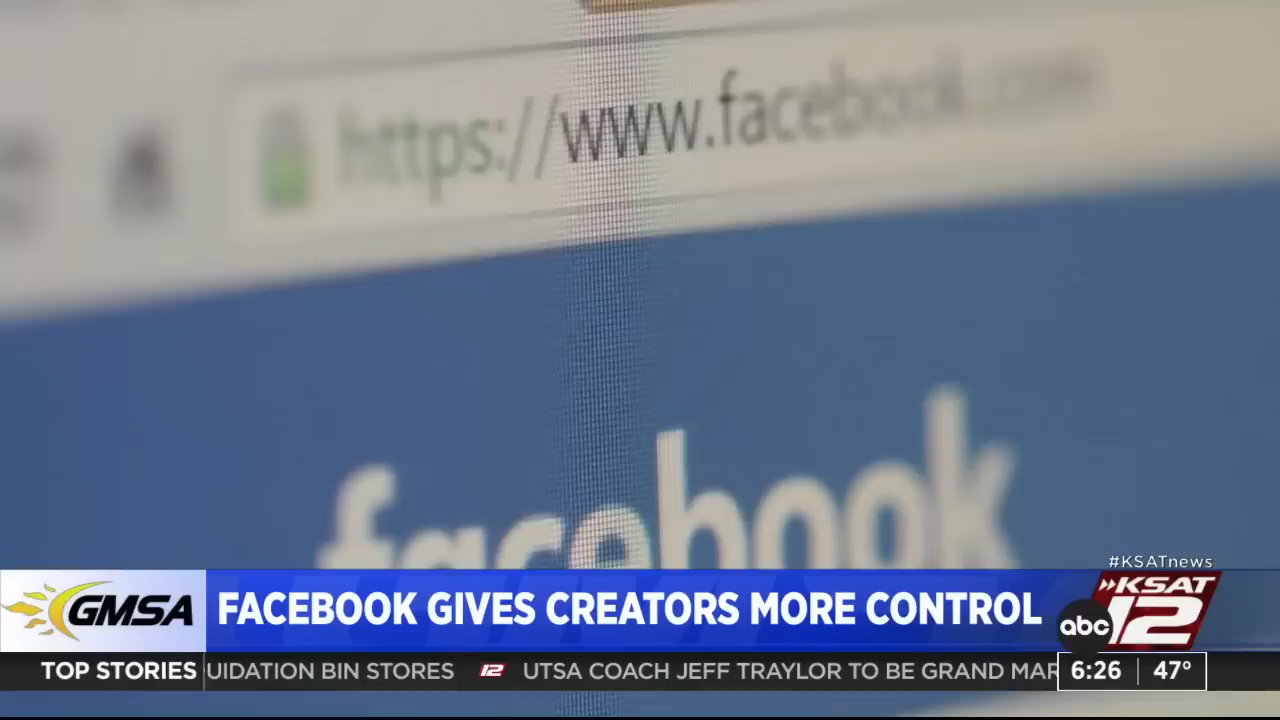 https://www.facebook.com
facebook
#KSATnews
GMSA
FACEBOOK GIVES CREATORS MORE CONTROL
KSAT
abc 12
TOP STORIES UIDATION BIN STORES 12 UTSA COACH JEFF TRAYLOR TO BE GRAND MAR 6:26 47°